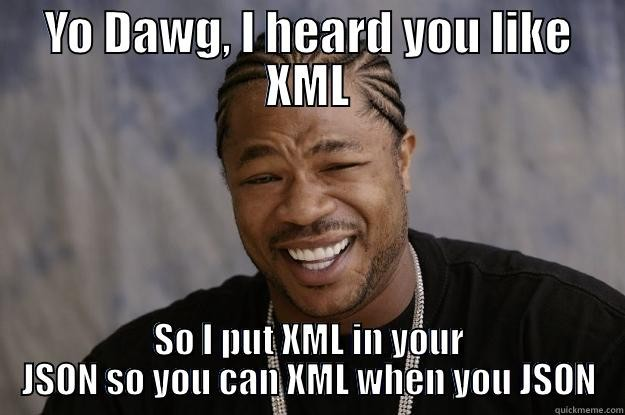 Yo Dawg, I heard you like
XML
So I put XML in your
JSON so you can XML when you JSON
quickmeme.com